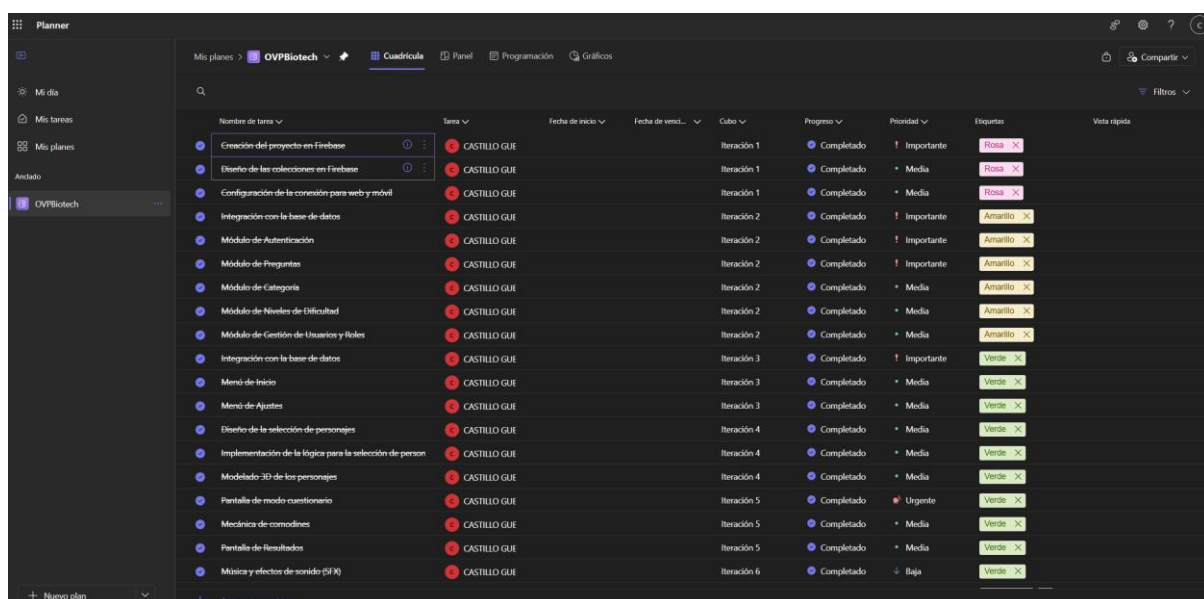 Planner
Mis planes > OVPBiotech Cuadrícula Panel Programación Gráficos Compartir
Mi día
Filtros
Mis tareas
Mis planes
Anclado
OVPBiotech
Nombre de tarea Tarea Fecha de inicio Fecha de venci... Cubo Progreso Prioridad Etiquetas Vista rápida
Creación del proyecto en Firebase C CASTILLO GUE Iteración 1 Completado Importante Rosa
Diseño de las colecciones en Firebase C CASTILLO GUE Iteración 1 Completado Media Rosa
Configuración de la conexión para web y móvil C CASTILLO GUE Iteración 1 Completado Media Rosa
Integración con la base de datos C CASTILLO GUE Iteración 2 Completado Importante Amarillo
Módulo de Autenticación C CASTILLO GUE Iteración 2 Completado Importante Amarillo
Módulo de Preguntas C CASTILLO GUE Iteración 2 Completado Importante Amarillo
Módulo de Categoría C CASTILLO GUE Iteración 2 Completado Media Amarillo
Módulo de Niveles de Dificultad C CASTILLO GUE Iteración 2 Completado Media Amarillo
Módulo de Gestión de Usuarios y Roles C CASTILLO GUE Iteración 2 Completado Media Amarillo
Integración con la base de datos C CASTILLO GUE Iteración 3 Completado Importante Verde
Menú de Inicio C CASTILLO GUE Iteración 3 Completado Media Verde
Menú de Ajustes C CASTILLO GUE Iteración 3 Completado Media Verde
Diseño de la selección de personajes C CASTILLO GUE Iteración 4 Completado Media Verde
Implementación de la lógica para la selección de person C CASTILLO GUE Iteración 4 Completado Media Verde
Modelado 3D de los personajes C CASTILLO GUE Iteración 4 Completado Media Verde
Pantalla de modo cuestionario C CASTILLO GUE Iteración 5 Completado Urgente Verde
Mecánica de comodines C CASTILLO GUE Iteración 5 Completado Media Verde
Pantalla de Resultados C CASTILLO GUE Iteración 5 Completado Media Verde
Música y efectos de sonido (SFX) C CASTILLO GUE Iteración 6 Completado Baja Verde
+ Nuevo plan